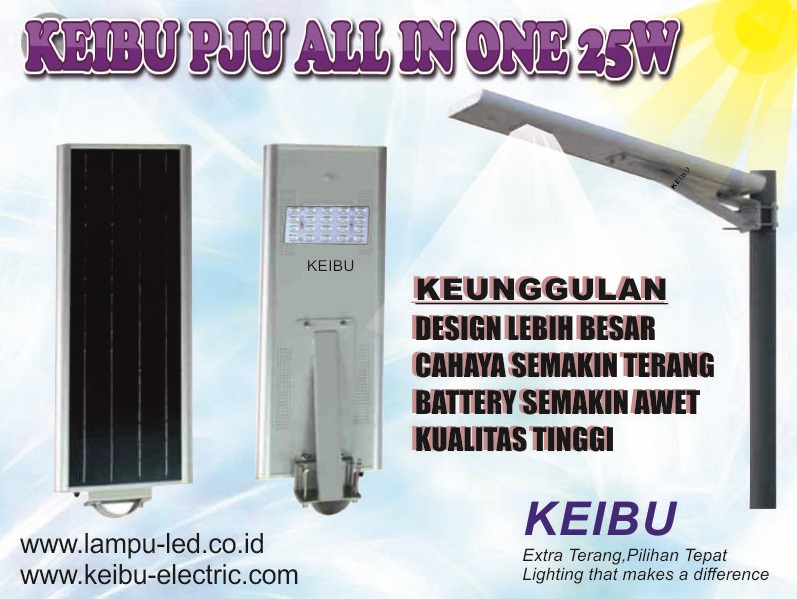 KEIBU PJU ALL IN ONE 25W
KEIBU
KEIBU
KEUNGGULAN
DESIGN LEBIH BESAR
CAHAYA SEMAKIN TERANG
BATTERY SEMAKIN AWET
KUALITAS TINGGI
KEIBU
Extra Terang,Pilihan Tepat
Lighting that makes a difference
www.lampu-led.co.id
www.keibu-electric.com